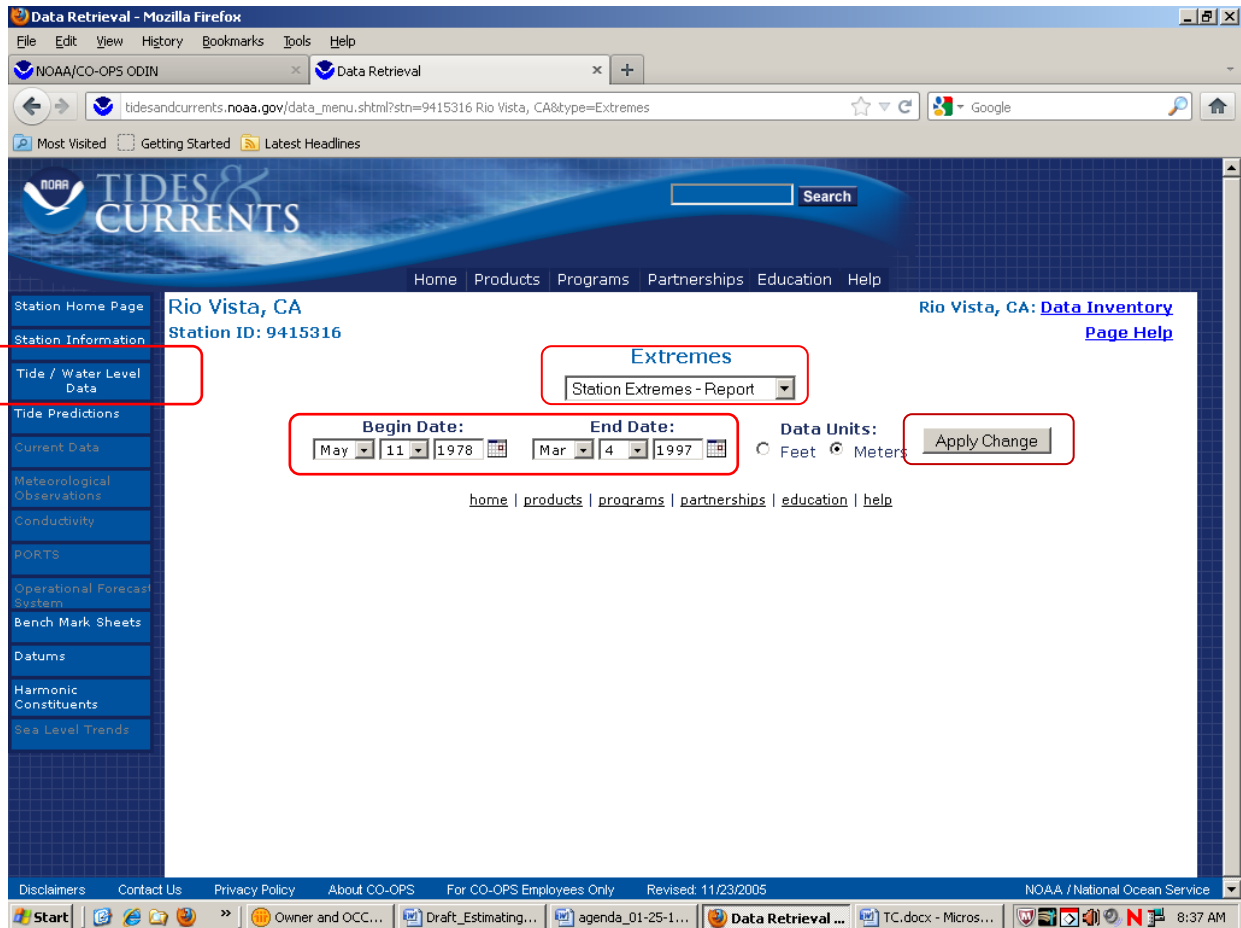 Data Retrieval - Mozilla Firefox
File Edit View History Bookmarks Tools Help
NOAA/CO-OPS ODIN
Data Retrieval
tidesandcurrents.noaa.gov/data_menu.shtml?stn=9415316 Rio Vista, CA&type=Extremes
Google
Most Visited Getting Started Latest Headlines
NOAA
TIDES &
CURRENTS
Search
Home Products Programs Partnerships Education Help
Station Home Page
Station Information
Tide / Water Level
Data
Tide Predictions
Current Data
Meteorological
Observations
Conductivity
PORTS
Operational Forecast
System
Bench Mark Sheets
Datums
Harmonic
Constituents
Sea Level Trends
Rio Vista, CA
Station ID: 9415316
Rio Vista, CA: Data Inventory
Page Help
Extremes
Station Extremes - Report
Begin Date: End Date: Data Units:
May 11 1978 Mar 4 1997 Feet Meters Apply Change
home | products | programs | partnerships | education | help
Disclaimers Contact Us Privacy Policy About CO-OPS For CO-OPS Employees Only Revised: 11/23/2005 NOAA / National Ocean Service
Start » Owner and OCC... Draft_Estimating... agenda_01-25-1... Data Retrieval ... TC.docx - Micros... N 8:37 AM